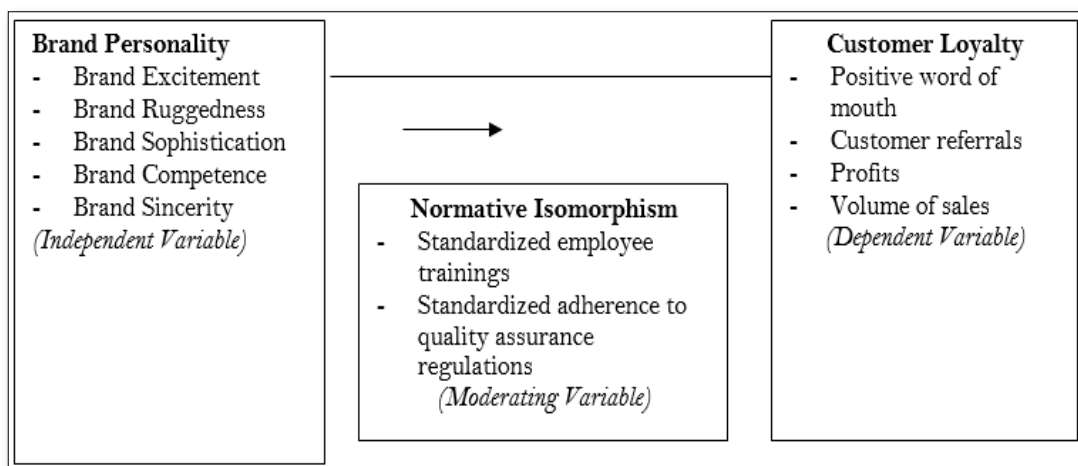 Brand Personality
- Brand Excitement
- Brand Ruggedness
- Brand Sophistication
- Brand Competence
- Brand Sincerity
(Independent Variable)
Normative Isomorphism
- Standardized employee
trainings
- Standardized adherence to
quality assurance
regulations
(Moderating Variable)
Customer Loyalty
- Positive word of
mouth
- Customer referrals
- Profits
- Volume of sales
(Dependent Variable)